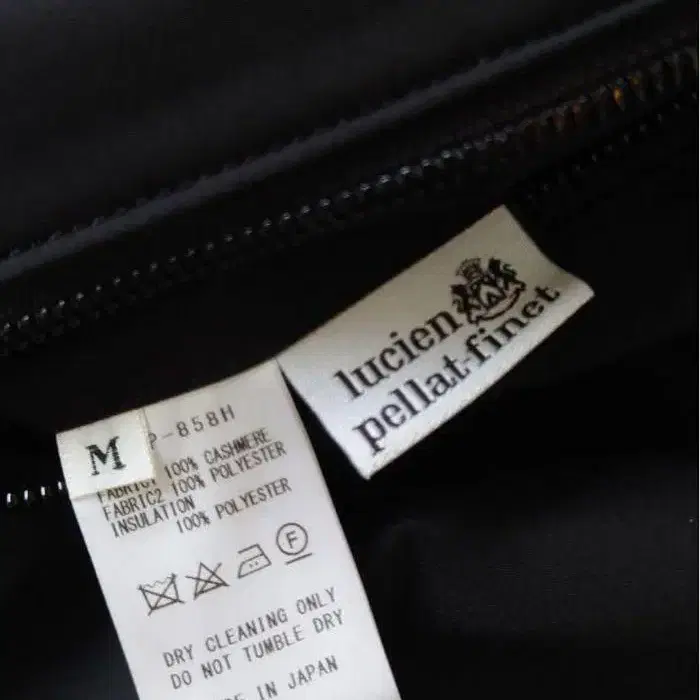 lucien
pellat-finet
M
P-858H
FABRIC1 100% CASHMERE
FABRIC2 100% POLYESTER
INSULATION
100% POLYESTER
F
DRY CLEANING ONLY
DO NOT TUMBLE DRY
IN JAPAN